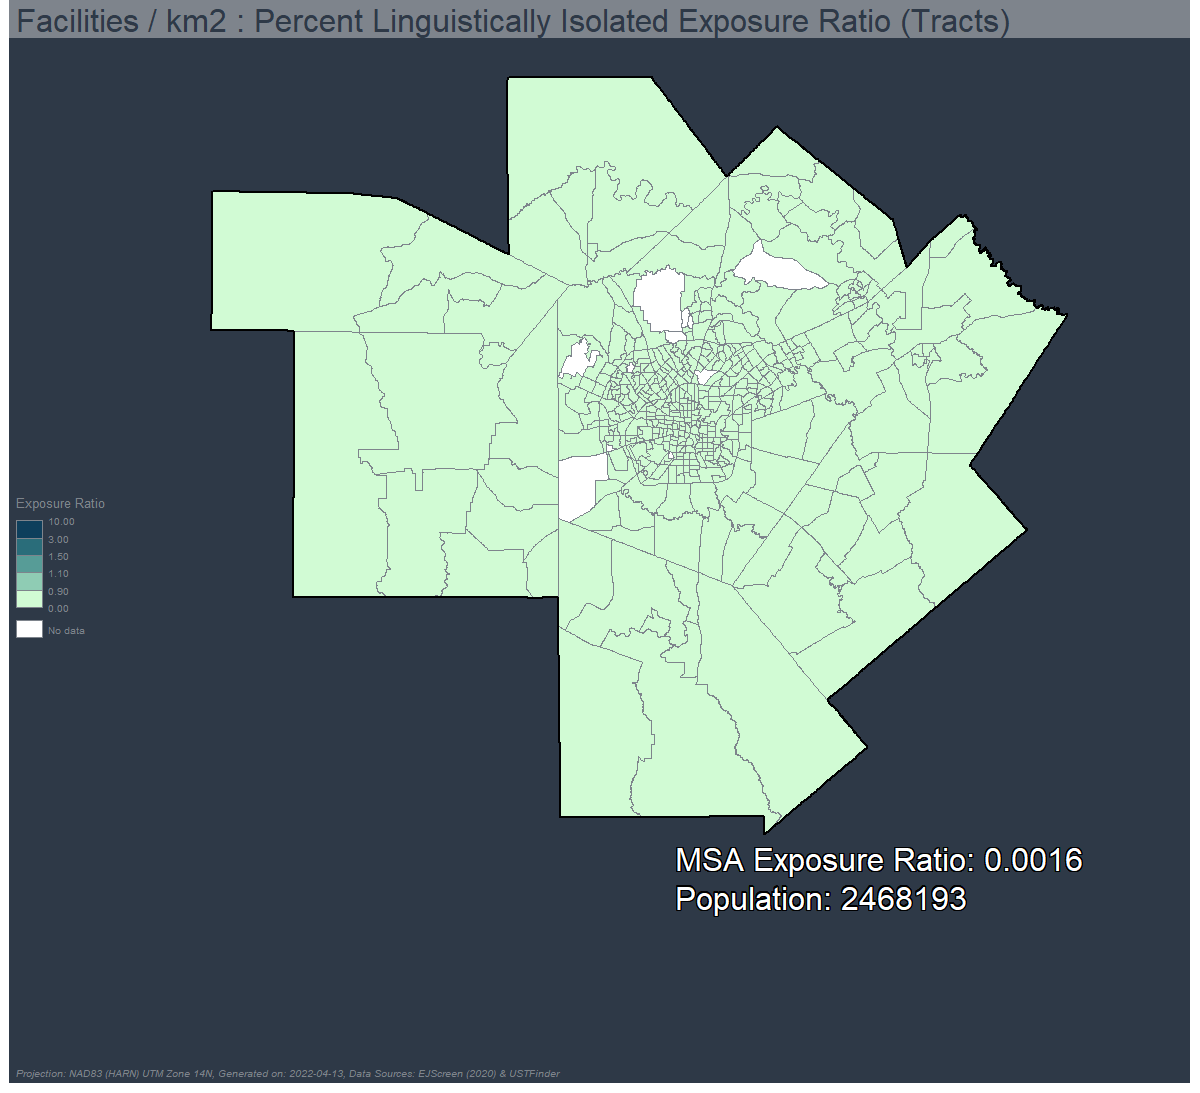 Facilities / km2 : Percent Linguistically Isolated Exposure Ratio (Tracts)
Exposure Ratio
10.00
3.00
1.50
1.10
0.90
0.00
No data
MSA Exposure Ratio: 0.0016
Population: 2468193
Projection: NAD83 (HARN) UTM Zone 14N, Generated on: 2022-04-13, Data Sources: EJScreen (2020) & USTFinder